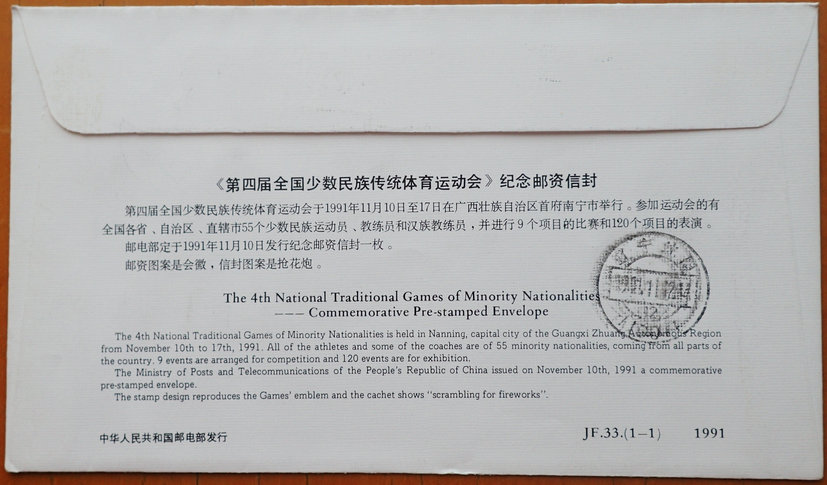 《第四届全国少数民族传统体育运动会》纪念邮资信封
第四届全国少数民族传统体育运动会于1991年11月10日至17日在广西壮族自治区首府南宁市举行。参加运动会的有
全国各省、自治区、直辖市55个少数民族运动员、教练员和汉族教练员，并进行9个项目的比赛和120个项目的表演。
邮电部定于1991年11月10日发行纪念邮资信封一枚。
邮资图案是会徽，信封图案是抢花炮。
The 4th National Traditional Games of Minority Nationalities
——— Commemorative Pre-stamped Envelope
The 4th National Traditional Games of Minority Nationalities is held in Nanning, capital city of the Guangxi Zhuang Autonomous Region
from November 10th to 17th, 1991. All of the athletes and some of the coaches are of 55 minority nationalities, coming from all parts of
the country. 9 events are arranged for competition and 120 events are for exhibition.
The Ministry of Posts and Telecommunications of the People's Republic of China issued on November 10th, 1991 a commemorative
pre-stamped envelope.
The stamp design reproduces the Games' emblem and the cachet shows "scrambling for fireworks".
中华人民共和国邮电部发行
JF.33.(1-1) 1991